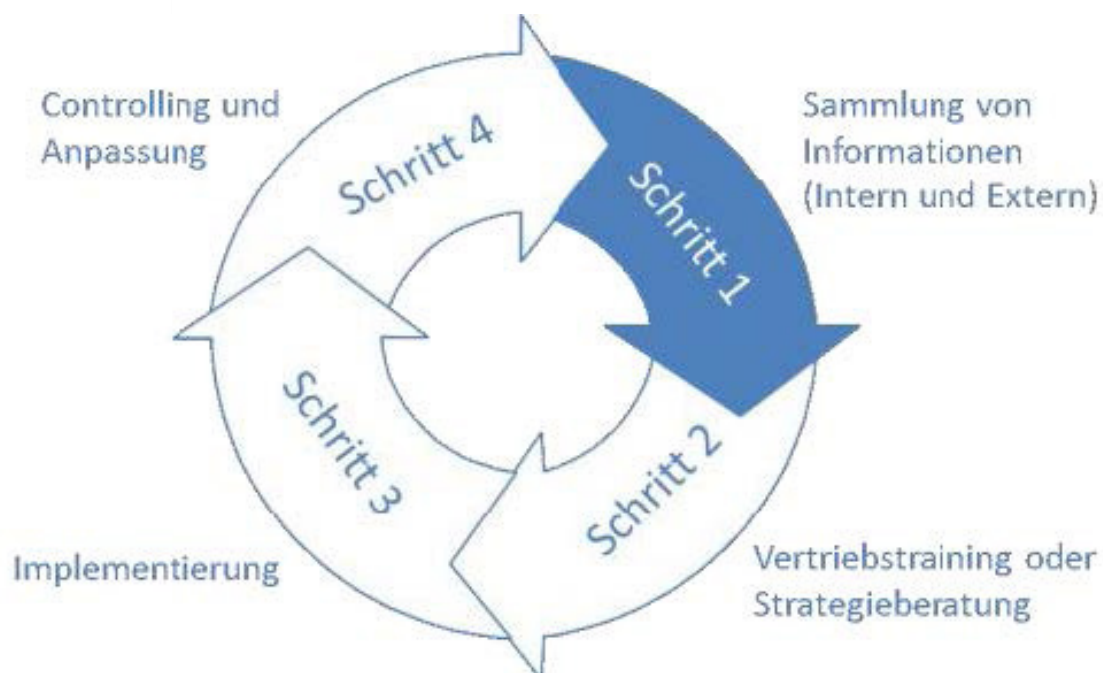 Schritt 1
Sammlung von
Informationen
(Intern und Extern)
Schritt 2
Vertriebstraining oder
Strategieberatung
Schritt 3
Implementierung
Schritt 4
Controlling und
Anpassung